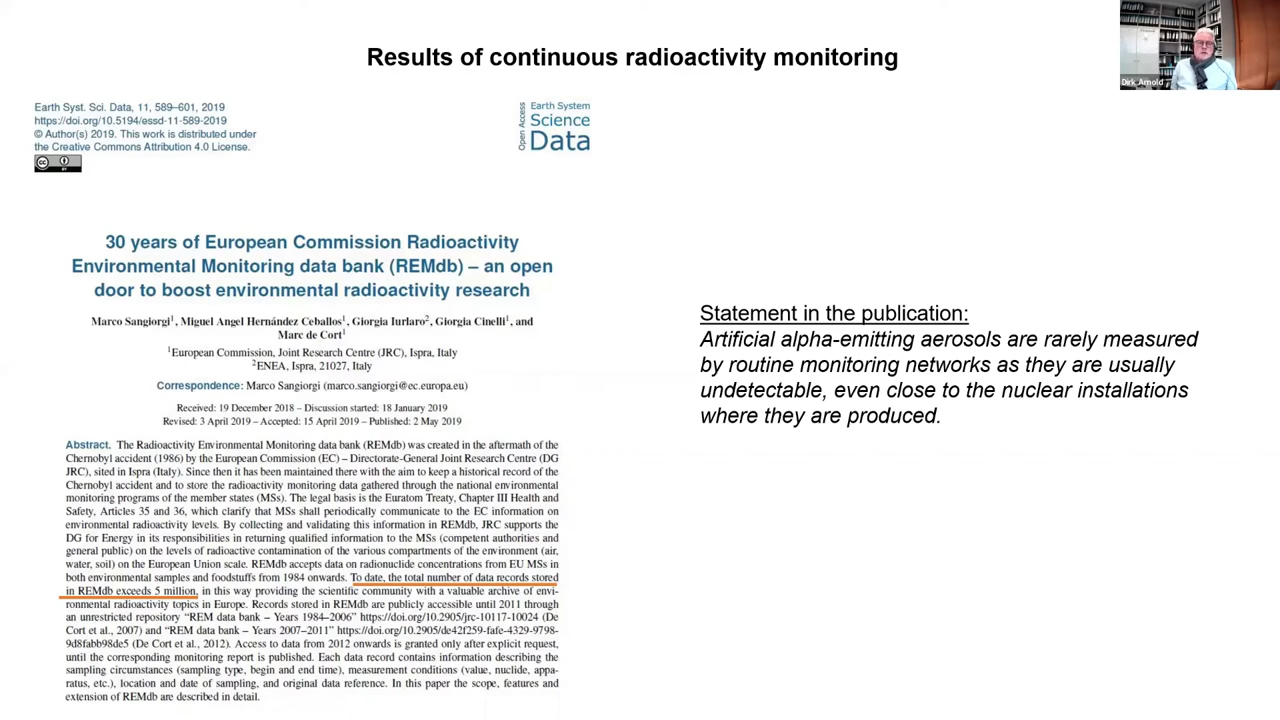 Results of continuous radioactivity monitoring
Dirk_Arnold
Earth Syst. Sci. Data, 11, 589–601, 2019
https://doi.org/10.5194/essd-11-589-2019
© Author(s) 2019. This work is distributed under
the Creative Commons Attribution 4.0 License.
cc
BY
Open Access
Earth System
Science
Data
30 years of European Commission Radioactivity
Environmental Monitoring data bank (REMdb) – an open
door to boost environmental radioactivity research
Marco Sangiorgi1, Miguel Angel Hernández Ceballos1, Giorgia Iurlaro2, Giorgia Cinelli1, and
Marc de Cort1
1European Commission, Joint Research Centre (JRC), Ispra, Italy
2ENEA, Ispra, 21027, Italy
Correspondence: Marco Sangiorgi (marco.sangiorgi@ec.europa.eu)
Received: 19 December 2018 – Discussion started: 18 January 2019
Revised: 3 April 2019 – Accepted: 15 April 2019 – Published: 2 May 2019
Abstract. The Radioactivity Environmental Monitoring data bank (REMdb) was created in the aftermath of the
Chernobyl accident (1986) by the European Commission (EC) – Directorate-General Joint Research Centre (DG
JRC), sited in Ispra (Italy). Since then it has been maintained there with the aim to keep a historical record of the
Chernobyl accident and to store the radioactivity monitoring data gathered through the national environmental
monitoring programs of the member states (MSs). The legal basis is the Euratom Treaty, Chapter III Health and
Safety, Articles 35 and 36, which clarify that MSs shall periodically communicate to the EC information on
environmental radioactivity levels. By collecting and validating this information in REMdb, JRC supports the
DG for Energy in its responsibilities in returning qualified information to the MSs (competent authorities and
general public) on the levels of radioactive contamination of the various compartments of the environment (air,
water, soil) on the European Union scale. REMdb accepts data on radionuclide concentrations from EU MSs in
both environmental samples and foodstuffs from 1984 onwards. To date, the total number of data records stored
in REMdb exceeds 5 million, in this way providing the scientific community with a valuable archive of envi-
ronmental radioactivity topics in Europe. Records stored in REMdb are publicly accessible until 2011 through
an unrestricted repository “REM data bank – Years 1984–2006” https://doi.org/10.2905/jrc-10117-10024 (De
Cort et al., 2007) and “REM data bank – Years 2007–2011” https://doi.org/10.2905/de42f259-fafe-4329-9798-
9d8fabb98de5 (De Cort et al., 2012). Access to data from 2012 onwards is granted only after explicit request,
until the corresponding monitoring report is published. Each data record contains information describing the
sampling circumstances (sampling type, begin and end time), measurement conditions (value, nuclide, appa-
ratus, etc.), location and date of sampling, and original data reference. In this paper the scope, features and
extension of REMdb are described in detail.
Statement in the publication:
Artificial alpha-emitting aerosols are rarely measured
by routine monitoring networks as they are usually
undetectable, even close to the nuclear installations
where they are produced.